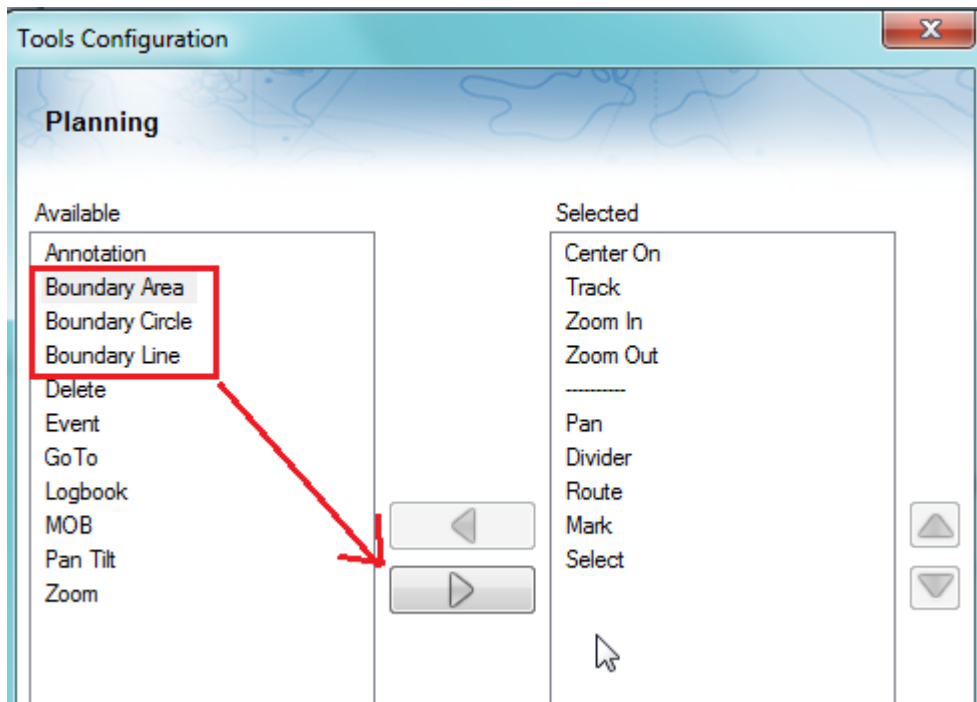 Tools Configuration
Planning
Available
Annotation
Boundary Area
Boundary Circle
Boundary Line
Delete
Event
GoTo
Logbook
MOB
Pan Tilt
Zoom
Selected
Center On
Track
Zoom In
Zoom Out
----------
Pan
Divider
Route
Mark
Select